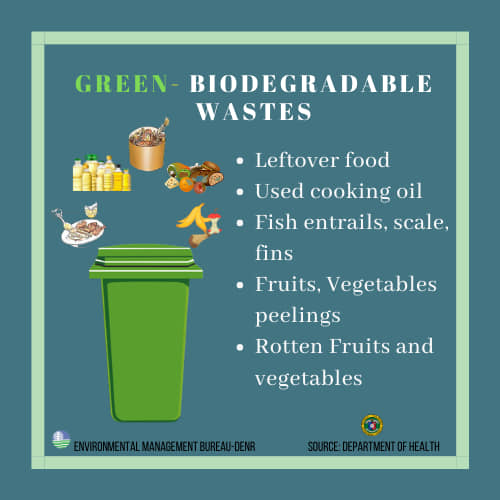 GREEN- BIODEGRADABLE
WASTES
• Leftover food
• Used cooking oil
• Fish entrails, scale,
fins
• Fruits, Vegetables
peelings
• Rotten Fruits and
vegetables
ENVIRONMENTAL MANAGEMENT BUREAU-DENR
SOURCE: DEPARTMENT OF HEALTH